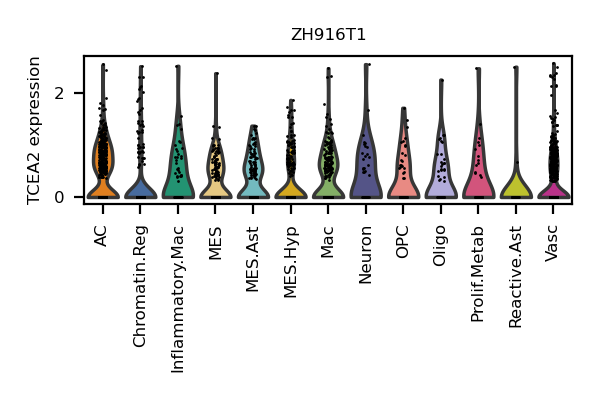 ZH916T1
TCEA2 expression
2
0
AC
Chromatin.Reg
Inflammatory.Mac
MES
MES.Ast
MES.Hyp
Mac
Neuron
OPC
Oligo
Prolif.Metab
Reactive.Ast
Vasc